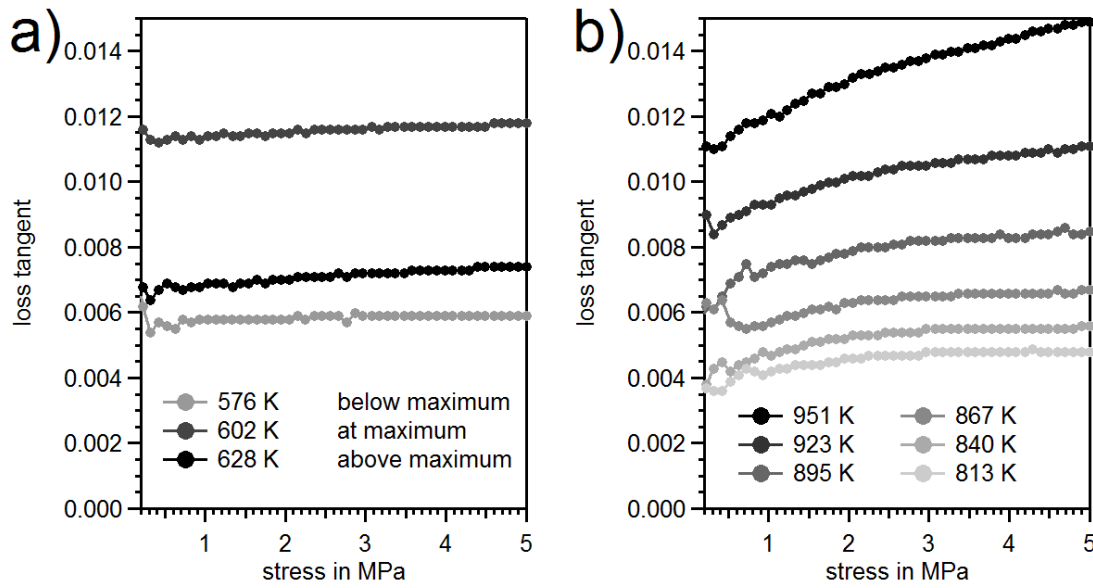 a)
loss tangent
0.014
0.012
0.010
0.008
0.006
0.004
0.002
0.000
576 K below maximum
602 K at maximum
628 K above maximum
1 2 3 4 5
stress in MPa
b)
loss tangent
0.014
0.012
0.010
0.008
0.006
0.004
0.002
0.000
951 K 867 K
923 K 840 K
895 K 813 K
1 2 3 4 5
stress in MPa